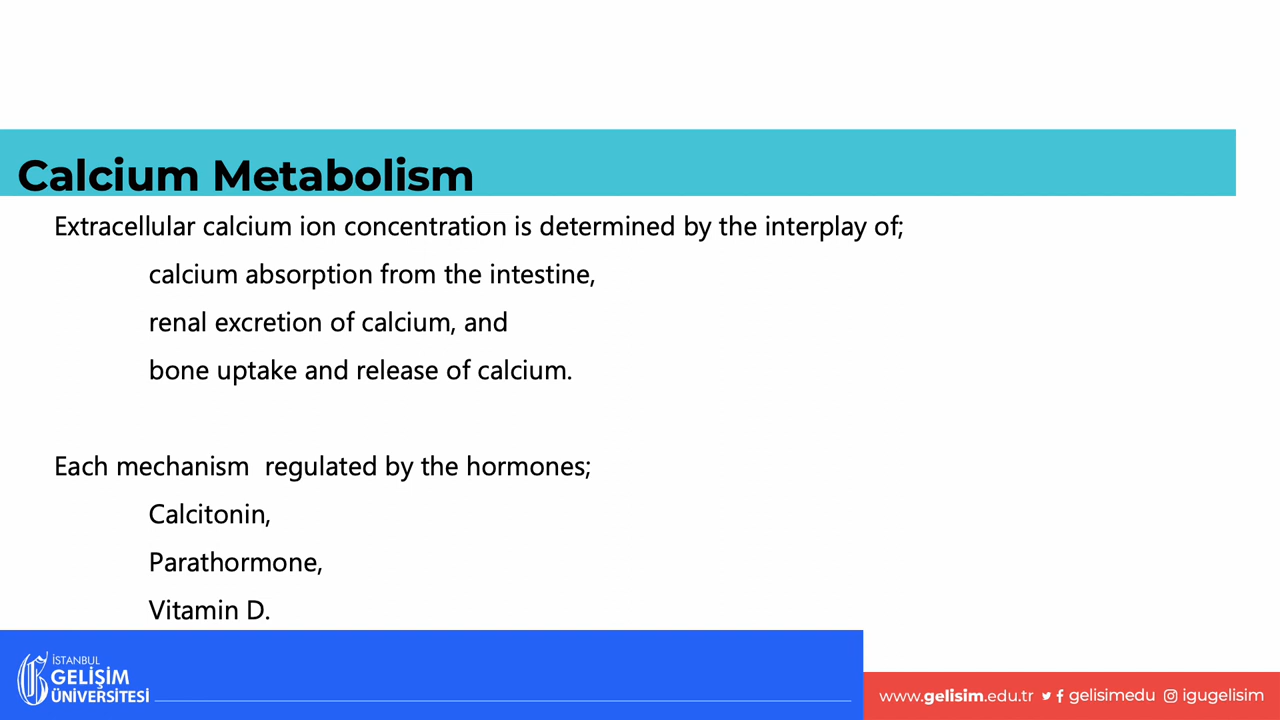 Calcium Metabolism
Extracellular calcium ion concentration is determined by the interplay of;
calcium absorption from the intestine,
renal excretion of calcium, and
bone uptake and release of calcium.
Each mechanism  regulated by the hormones;
Calcitonin,
Parathormone,
Vitamin D.
İSTANBUL
GELİŞİM
ÜNİVERSİTESİ
www.gelisim.edu.tr gelisimedu igugelisim